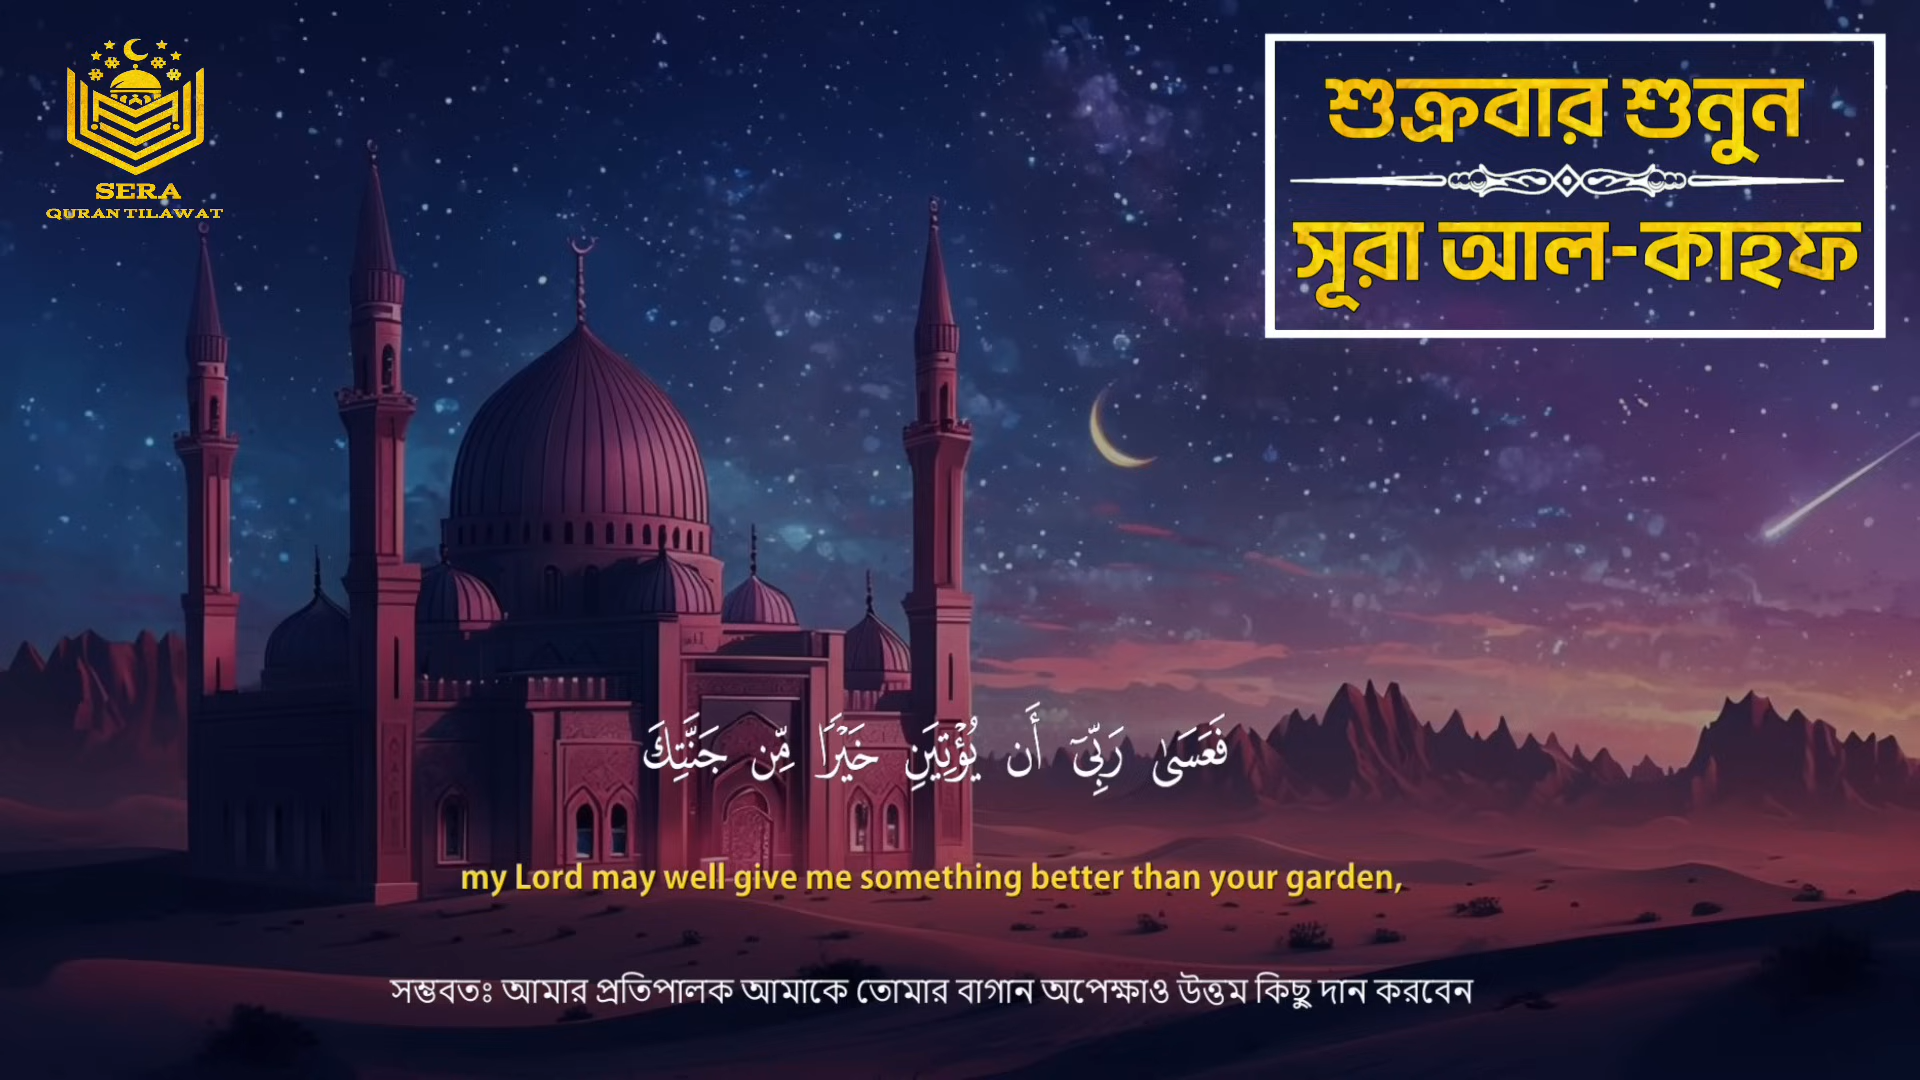 SERA
QURAN TILAWAT
শুক্রবার শুনুন
সূরা আল-কাহফ
فَعَسَىٰ رَبِّىٓ أَن يُؤْتِيَنِ خَيْرًا مِّن جَنَّتِكَ
my Lord may well give me something better than your garden,
সম্ভবতঃ আমার প্রতিপালক আমাকে তোমার বাগান অপেক্ষাও উত্তম কিছু দান করবেন